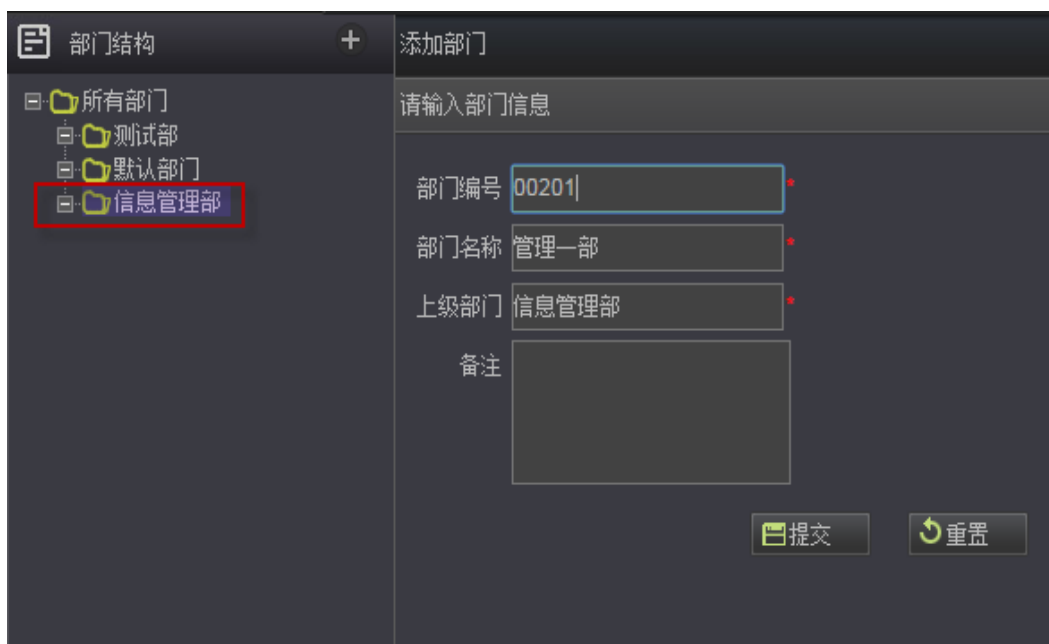 部门结构
+
所有部门
测试部
默认部门
信息管理部
添加部门
请输入部门信息
部门编号 00201 *
部门名称 管理一部 *
上级部门 信息管理部 *
备注
提交 重置